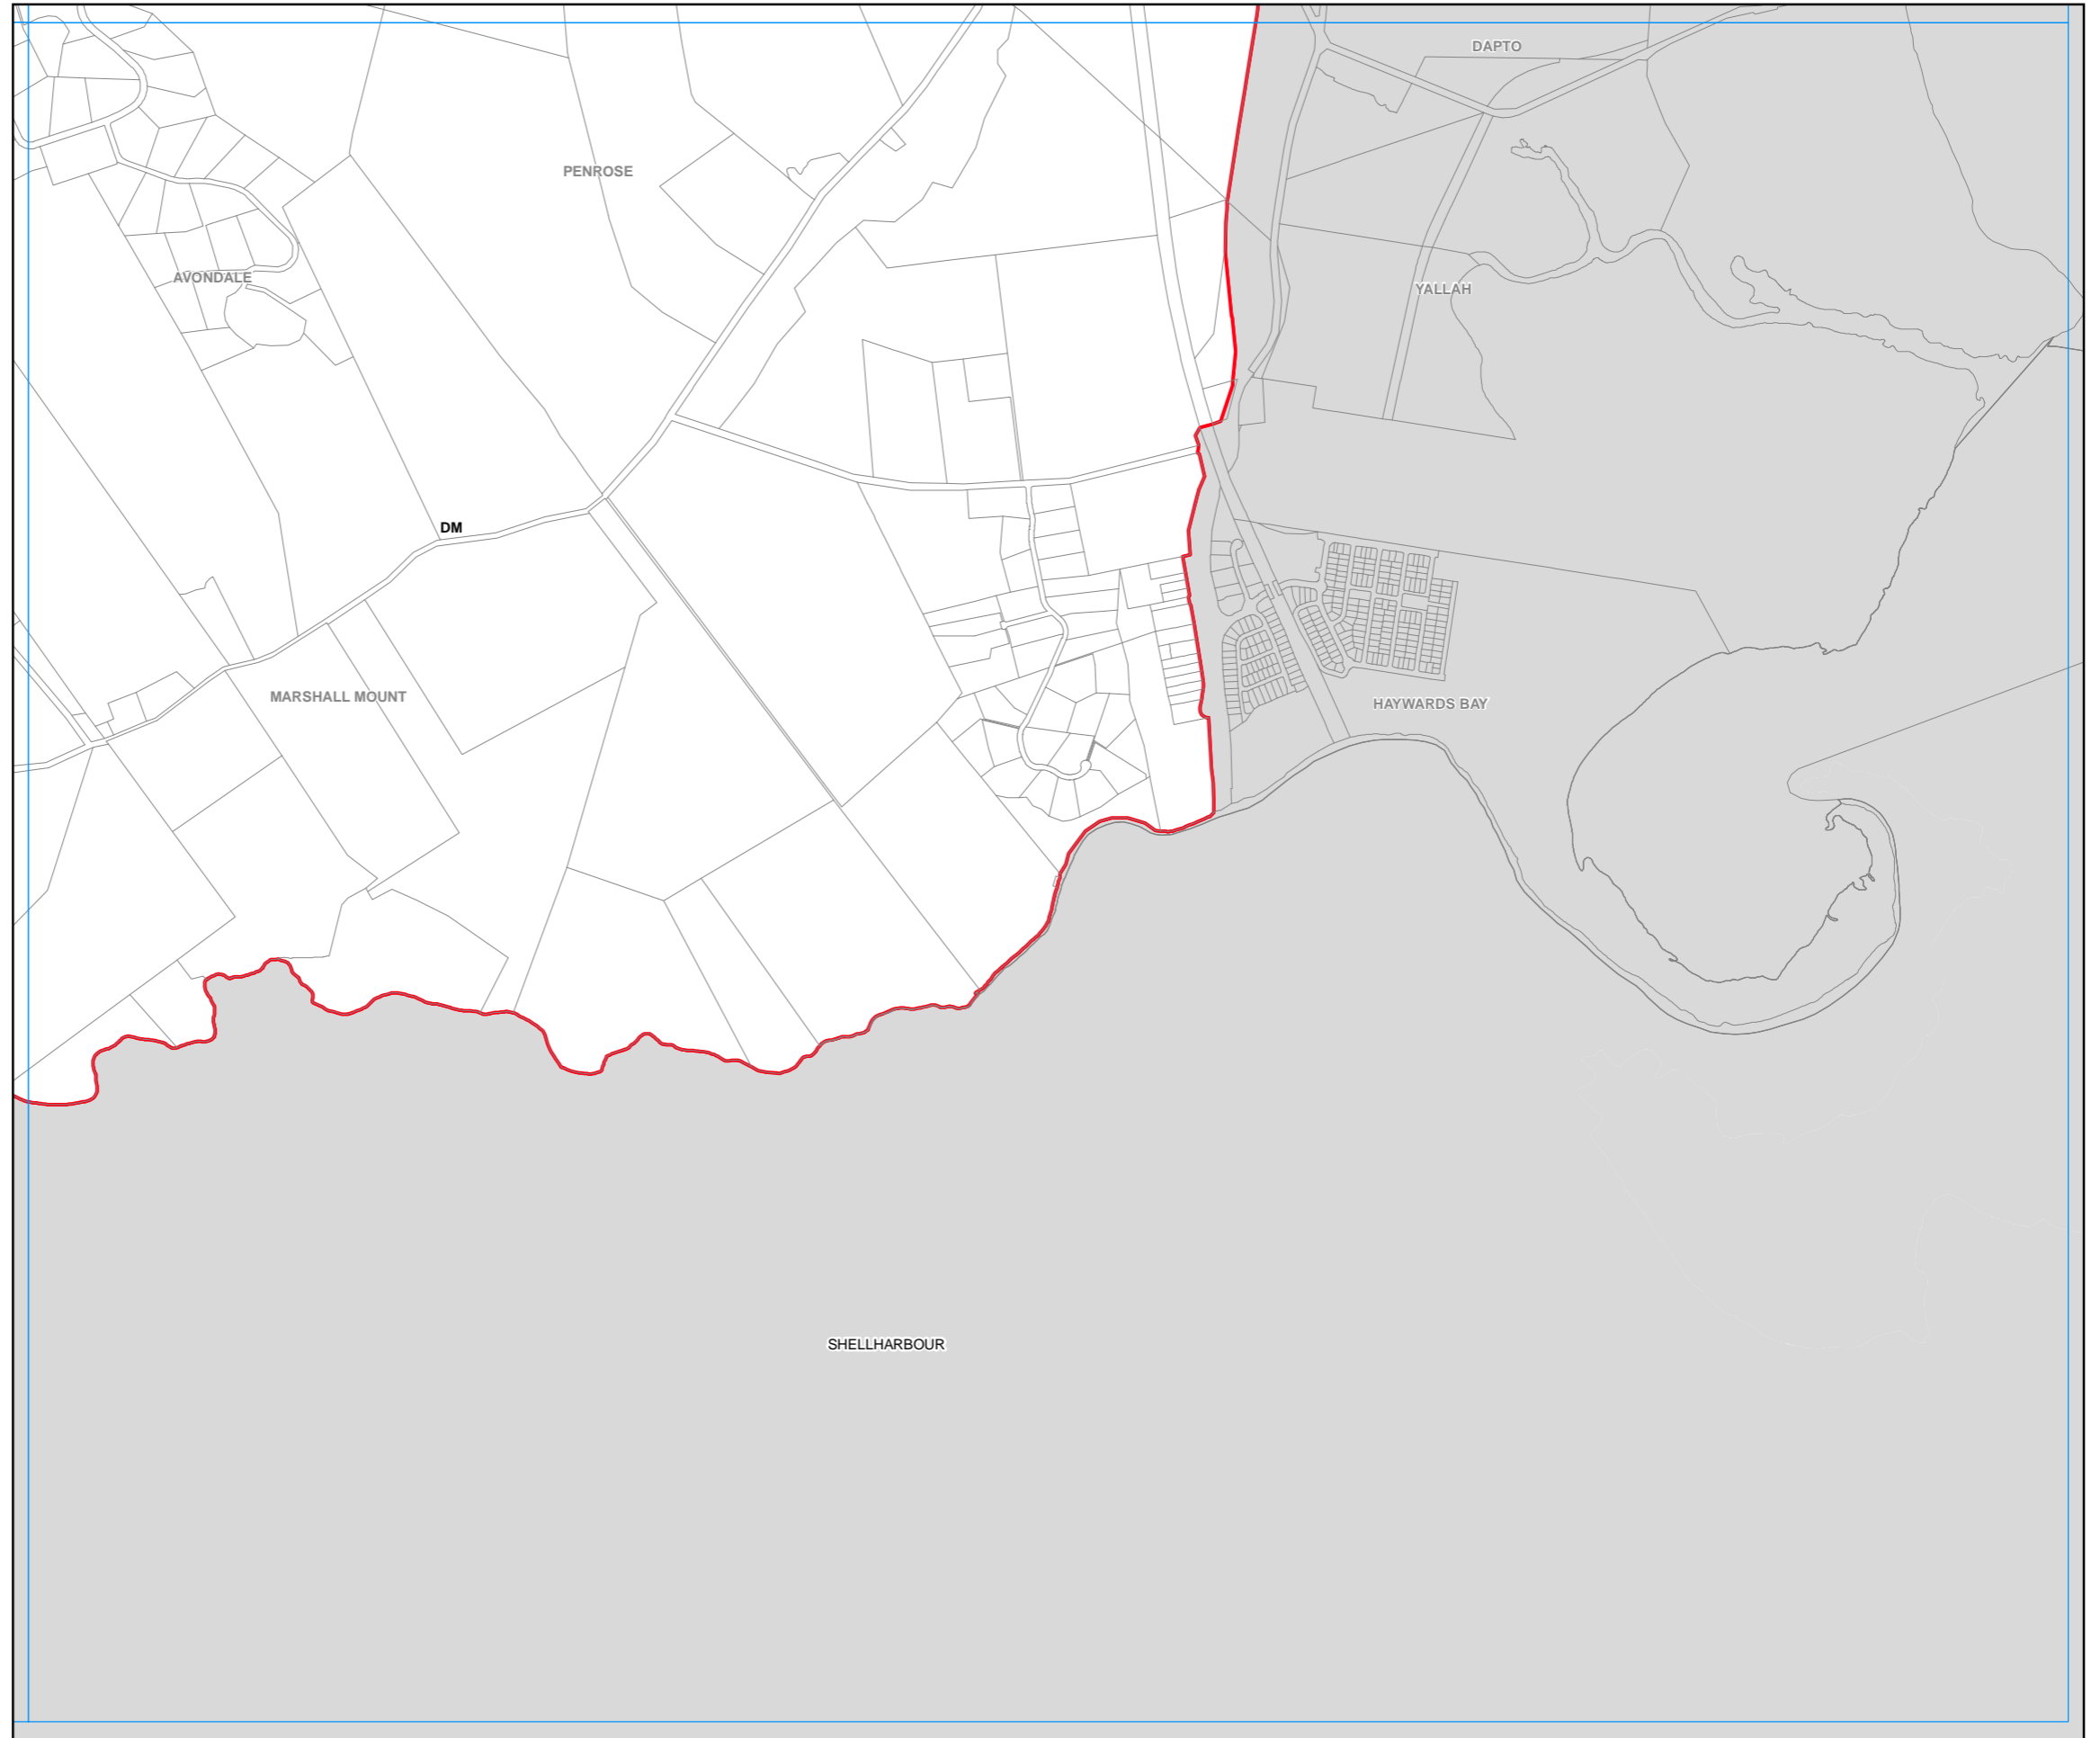 DAPTO
PENROSE
AVONDALE
YALLAH
DM
MARSHALL MOUNT
HAYWARDS BAY
SHELLHARBOUR